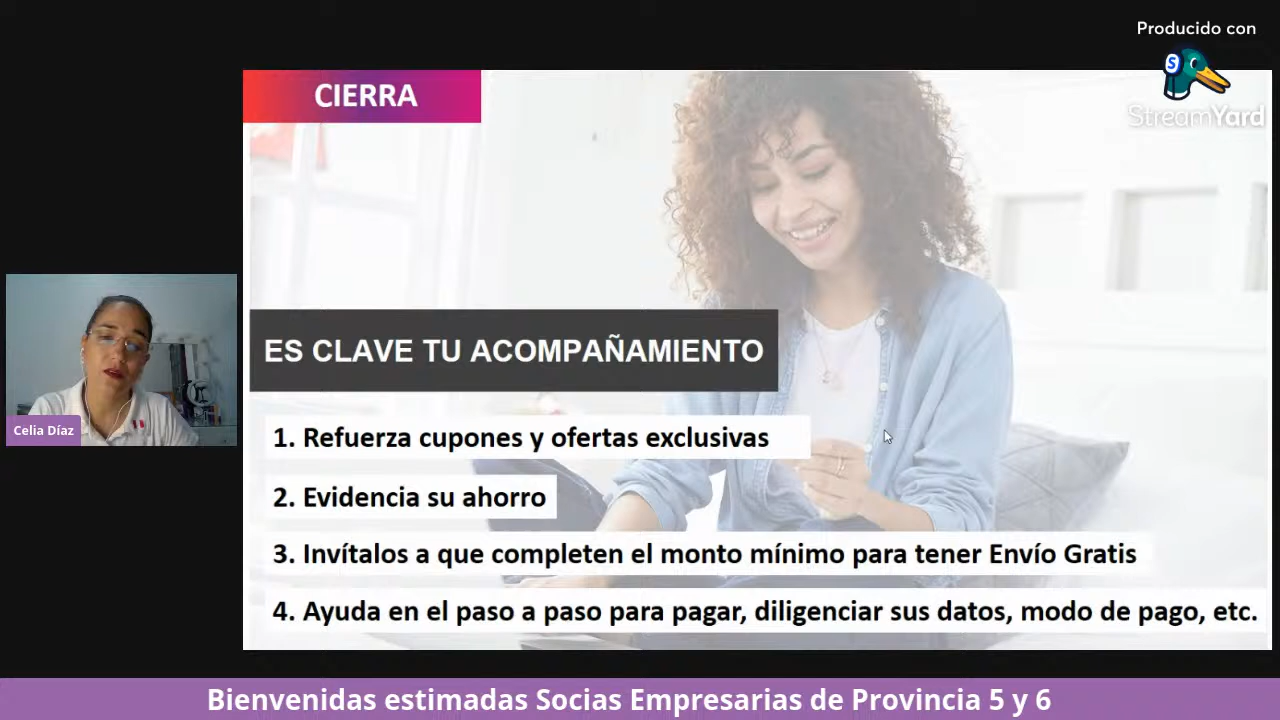 Producido con
StreamYard
CIERRA
ES CLAVE TU ACOMPAÑAMIENTO
1. Refuerza cupones y ofertas exclusivas
2. Evidencia su ahorro
3. Invítalos a que completen el monto mínimo para tener Envío Gratis
4. Ayuda en el paso a paso para pagar, diligenciar sus datos, modo de pago, etc.
Celia Díaz
Bienvenidas estimadas Socias Empresarias de Provincia 5 y 6